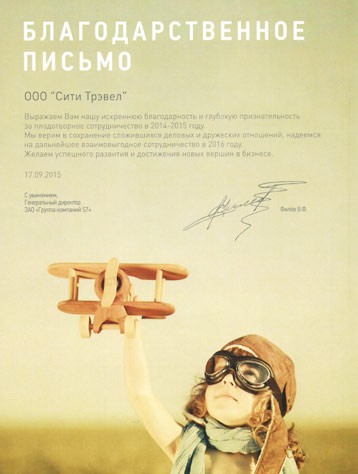 БЛАГОДАРСТВЕННОЕ
ПИСЬМО
ООО "Сити Трэвел"
Выражаем Вам нашу искреннюю благодарность и глубокую признательность
за плодотворное сотрудничество в 2014-2015 году.
Мы верим в сохранение сложившихся деловых и дружеских отношений, надеемся
на дальнейшее взаимовыгодное сотрудничество в 2016 году.
Желаем успешного развития и достижения новых вершин в бизнесе.
17.09.2015
С уважением,
Генеральный директор
ЗАО «Группа компаний S7»
Филёв В.Ф.